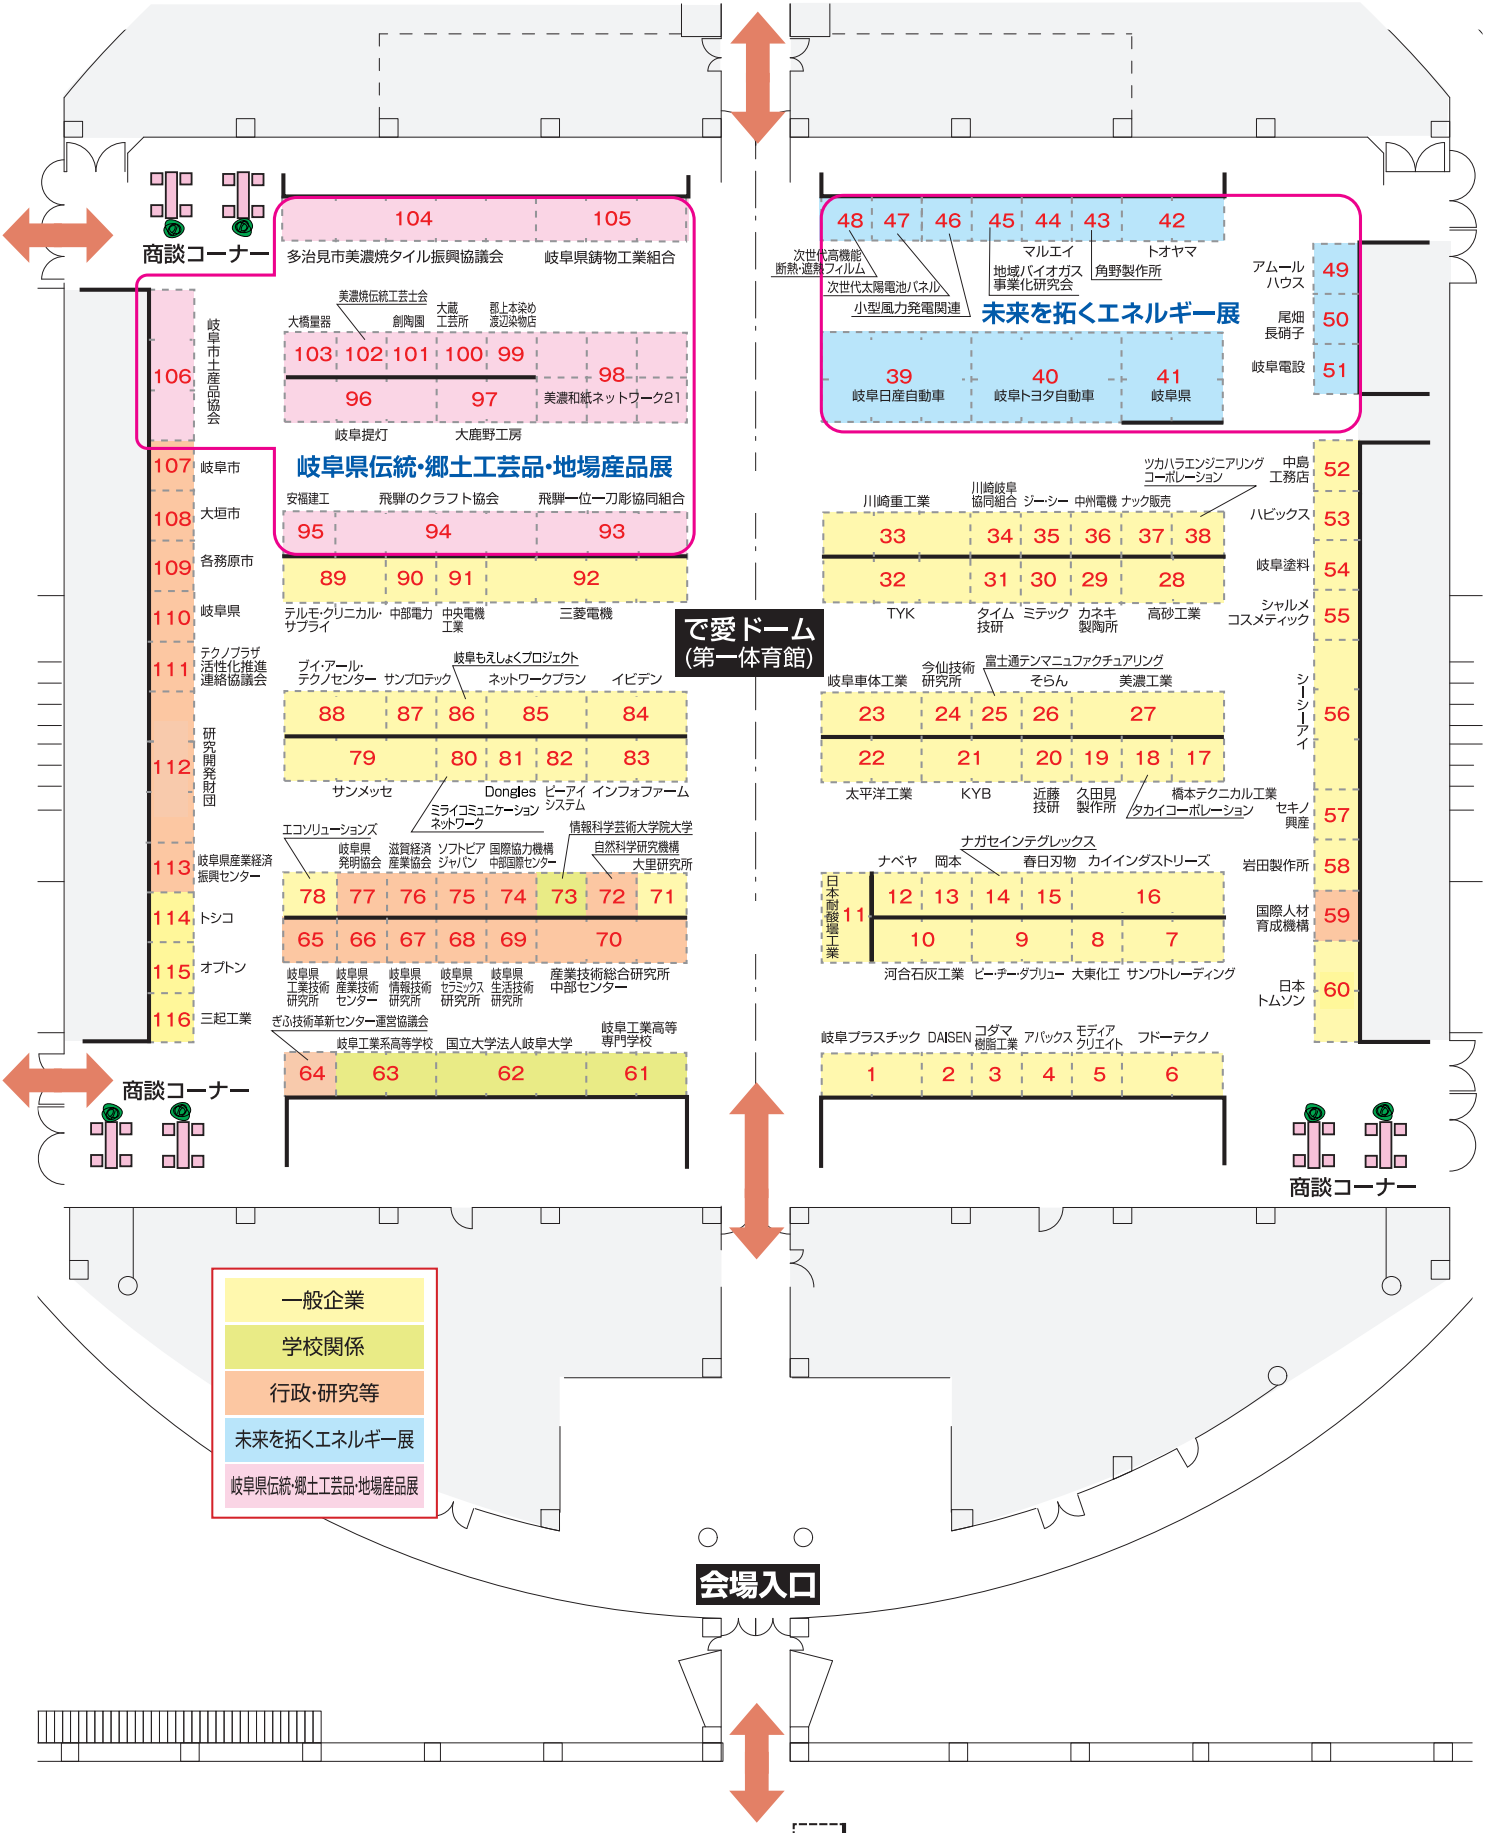 104
105
多治見市美濃焼タイル振興協議会
岐阜県鋳物工業組合
商談コーナー
48
47
46
45
44
43
42
次世代高機能
断熱・遮熱フィルム
次世代太陽電池パネル
小型風力発電関連
地域バイオガス
事業化研究会
マルエイ
角野製作所
トオヤマ
未来を拓くエネルギー展
アムール
ハウス
49
尾畑
長硝子
50
岐阜電設
51
39
岐阜日産自動車
40
岐阜トヨタ自動車
41
岐阜県
106
岐阜市土産品協会
大橋量器
美濃焼伝統工芸士会
創陶園
大蔵
工芸所
郡上本染め
渡辺染物店
103
102
101
100
99
98
美濃和紙ネットワーク21
96
97
岐阜提灯
大鹿野工房
岐阜県伝統・郷土工芸品・地場産品展
安福建工
飛騨のクラフト協会
飛騨一位一刀彫協同組合
95
94
93
89
90
91
92
テルモ・クリニカル・
サプライ
中部電力
中央電機
工業
三菱電機
107
岐阜市
108
大垣市
109
各務原市
110
岐阜県
111
テクノプラザ
活性化推進
連絡協議会
112
研究開発財団
113
岐阜県産業経済
振興センター
114
トシコ
115
オプトン
116
三起工業
川崎重工業
川崎岐阜
協同組合
ジー・シー
中州電機
ナック販売
ツカハラエンジニアリング
コーポレーション
33
34
35
36
37
38
32
31
30
29
28
TYK
タイム
技研
ミテック
カネキ
製陶所
高砂工業
中島
工務店
52
ハビックス
53
岐阜塗料
54
シャルメ
コスメティック
55
シーシーアイ
56
セキノ
興産
57
岩田製作所
58
国際人材
育成機構
59
日本
トムソン
60
で愛ドーム
(第一体育館)
ブイ・アール・
テクノセンター
サンプロテック
岐阜もえしょくプロジェクト
ネットワークプラン
イビデン
88
87
86
85
84
79
80
81
82
83
サンメッセ
ミライコミュニケーション
ネットワーク
Dongles
ピーアイ
システム
インフォファーム
岐阜車体工業
今仙技術
研究所
富士通テンマニュファクチュアリング
そらん
美濃工業
23
24
25
26
27
22
21
20
19
18
17
太平洋工業
KYB
近藤
技研
久田見
製作所
タカイコーポレーション
橋本テクニカル工業
エコソリューションズ
岐阜県
発明協会
滋賀経済
産業協会
ソフトピア
ジャパン
国際協力機構
中部国際センター
情報科学芸術大学院大学
自然科学研究機構
大里研究所
78
77
76
75
74
73
72
71
65
66
67
68
69
70
岐阜県
工業技術
研究所
岐阜県
産業技術
センター
岐阜県
情報技術
研究所
岐阜県
セラミックス
研究所
岐阜県
生活技術
研究所
産業技術総合研究所
中部センター
日本耐酸壜工業
11
ナベヤ
岡本
ナガセインテグレックス
春日刃物
カイインダストリーズ
12
13
14
15
16
10
9
8
7
河合石灰工業
ビー・ヂー・ダブリュー
大東化工
サンワトレーディング
ぎふ技術革新センター運営協議会
岐阜工業系高等学校
国立大学法人岐阜大学
岐阜工業高等
専門学校
64
63
62
61
岐阜プラスチック
DAISEN
コダマ
樹脂工業
アバックス
モディア
クリエイト
フドーテクノ
1
2
3
4
5
6
商談コーナー
商談コーナー
一般企業
学校関係
行政・研究等
未来を拓くエネルギー展
岐阜県伝統・郷土工芸品・地場産品展
会場入口